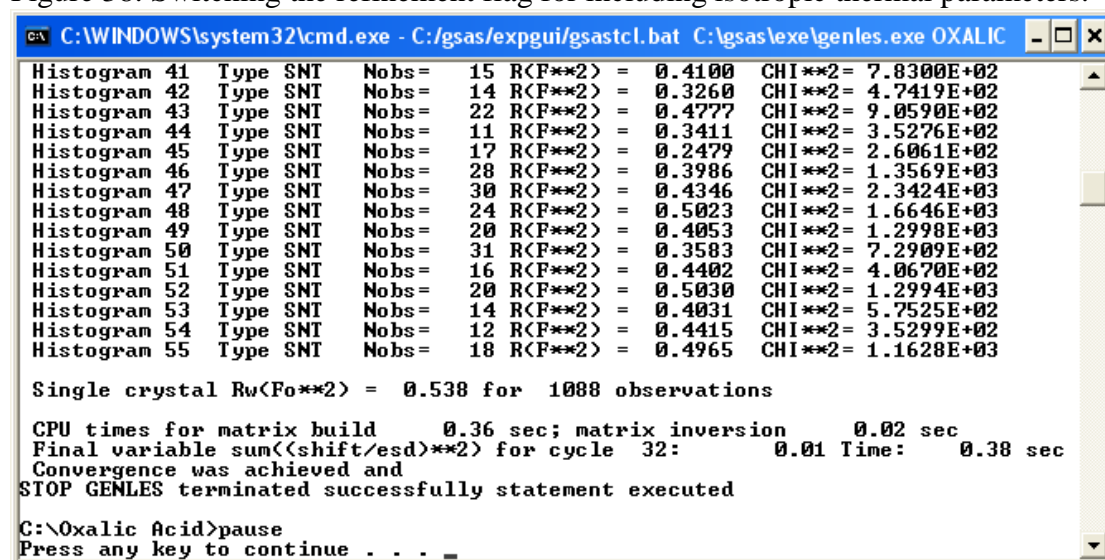 Figure 38: Switching the refinement flag for including isotropic thermal parameters.
C:\WINDOWS\system32\cmd.exe - C:/gsas/expgui/gsastcl.bat C:\gsas\exe\genles.exe OXALIC
Histogram 41 Type SNT Nobs= 15 R(F**2) = 0.4100 CHI**2= 7.8300E+02
Histogram 42 Type SNT Nobs= 14 R(F**2) = 0.3260 CHI**2= 4.7419E+02
Histogram 43 Type SNT Nobs= 22 R(F**2) = 0.4777 CHI**2= 9.0590E+02
Histogram 44 Type SNT Nobs= 11 R(F**2) = 0.3411 CHI**2= 3.5276E+02
Histogram 45 Type SNT Nobs= 17 R(F**2) = 0.2479 CHI**2= 2.6061E+02
Histogram 46 Type SNT Nobs= 28 R(F**2) = 0.3986 CHI**2= 1.3569E+03
Histogram 47 Type SNT Nobs= 30 R(F**2) = 0.4346 CHI**2= 2.3424E+03
Histogram 48 Type SNT Nobs= 24 R(F**2) = 0.5023 CHI**2= 1.6646E+03
Histogram 49 Type SNT Nobs= 20 R(F**2) = 0.4053 CHI**2= 1.2998E+03
Histogram 50 Type SNT Nobs= 31 R(F**2) = 0.3583 CHI**2= 7.2909E+02
Histogram 51 Type SNT Nobs= 16 R(F**2) = 0.4402 CHI**2= 4.0670E+02
Histogram 52 Type SNT Nobs= 20 R(F**2) = 0.5030 CHI**2= 1.2994E+03
Histogram 53 Type SNT Nobs= 14 R(F**2) = 0.4031 CHI**2= 5.7525E+02
Histogram 54 Type SNT Nobs= 12 R(F**2) = 0.4415 CHI**2= 3.5299E+02
Histogram 55 Type SNT Nobs= 18 R(F**2) = 0.4965 CHI**2= 1.1628E+03
Single crystal Rw(Fo**2) = 0.538 for 1088 observations
CPU times for matrix build 0.36 sec; matrix inversion 0.02 sec
Final variable sum((shift/esd)**2) for cycle 32: 0.01 Time: 0.38 sec
Convergence was achieved and
STOP GENLES terminated successfully statement executed
C:\Oxalic Acid>pause
Press any key to continue . . . _